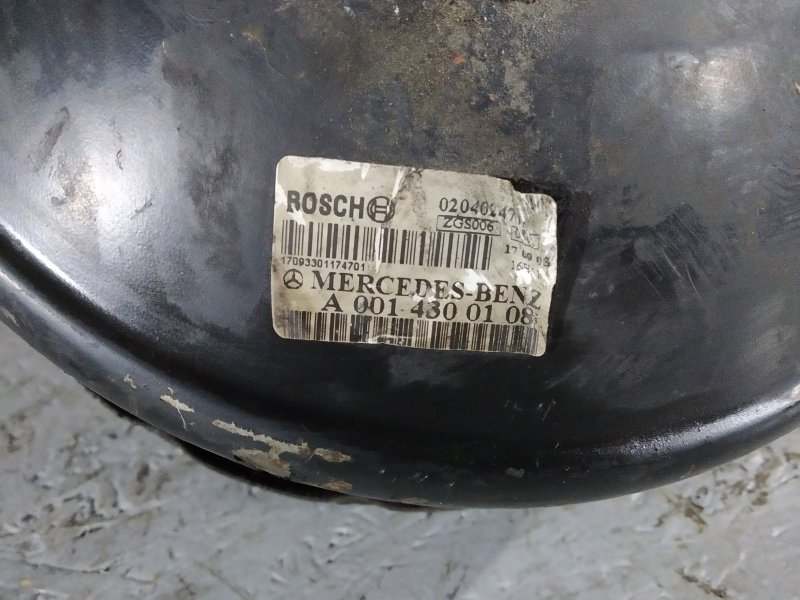 BOSCH
ZGS006
17093301174701
MERCEDES-BENZ
A 001 430 01 08